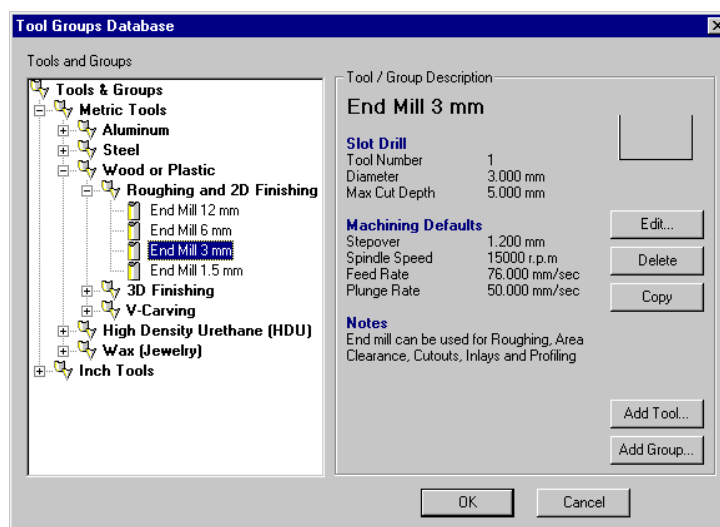 Tool Groups Database
Tools and Groups
Tools & Groups
Metric Tools
Aluminum
Steel
Wood or Plastic
Roughing and 2D Finishing
End Mill 12 mm
End Mill 6 mm
End Mill 3 mm
End Mill 1.5 mm
3D Finishing
V-Carving
High Density Urethane (HDU)
Wax (Jewelry)
Inch Tools
Tool / Group Description
End Mill 3 mm
Slot Drill
Tool Number 1
Diameter 3.000 mm
Max Cut Depth 5.000 mm
Machining Defaults
Stepover 1.200 mm
Spindle Speed 15000 r.p.m
Feed Rate 76.000 mm/sec
Plunge Rate 50.000 mm/sec
Notes
End mill can be used for Roughing, Area
Clearance, Cutouts, Inlays and Profiling
Edit...
Delete
Copy
Add Tool...
Add Group...
OK
Cancel